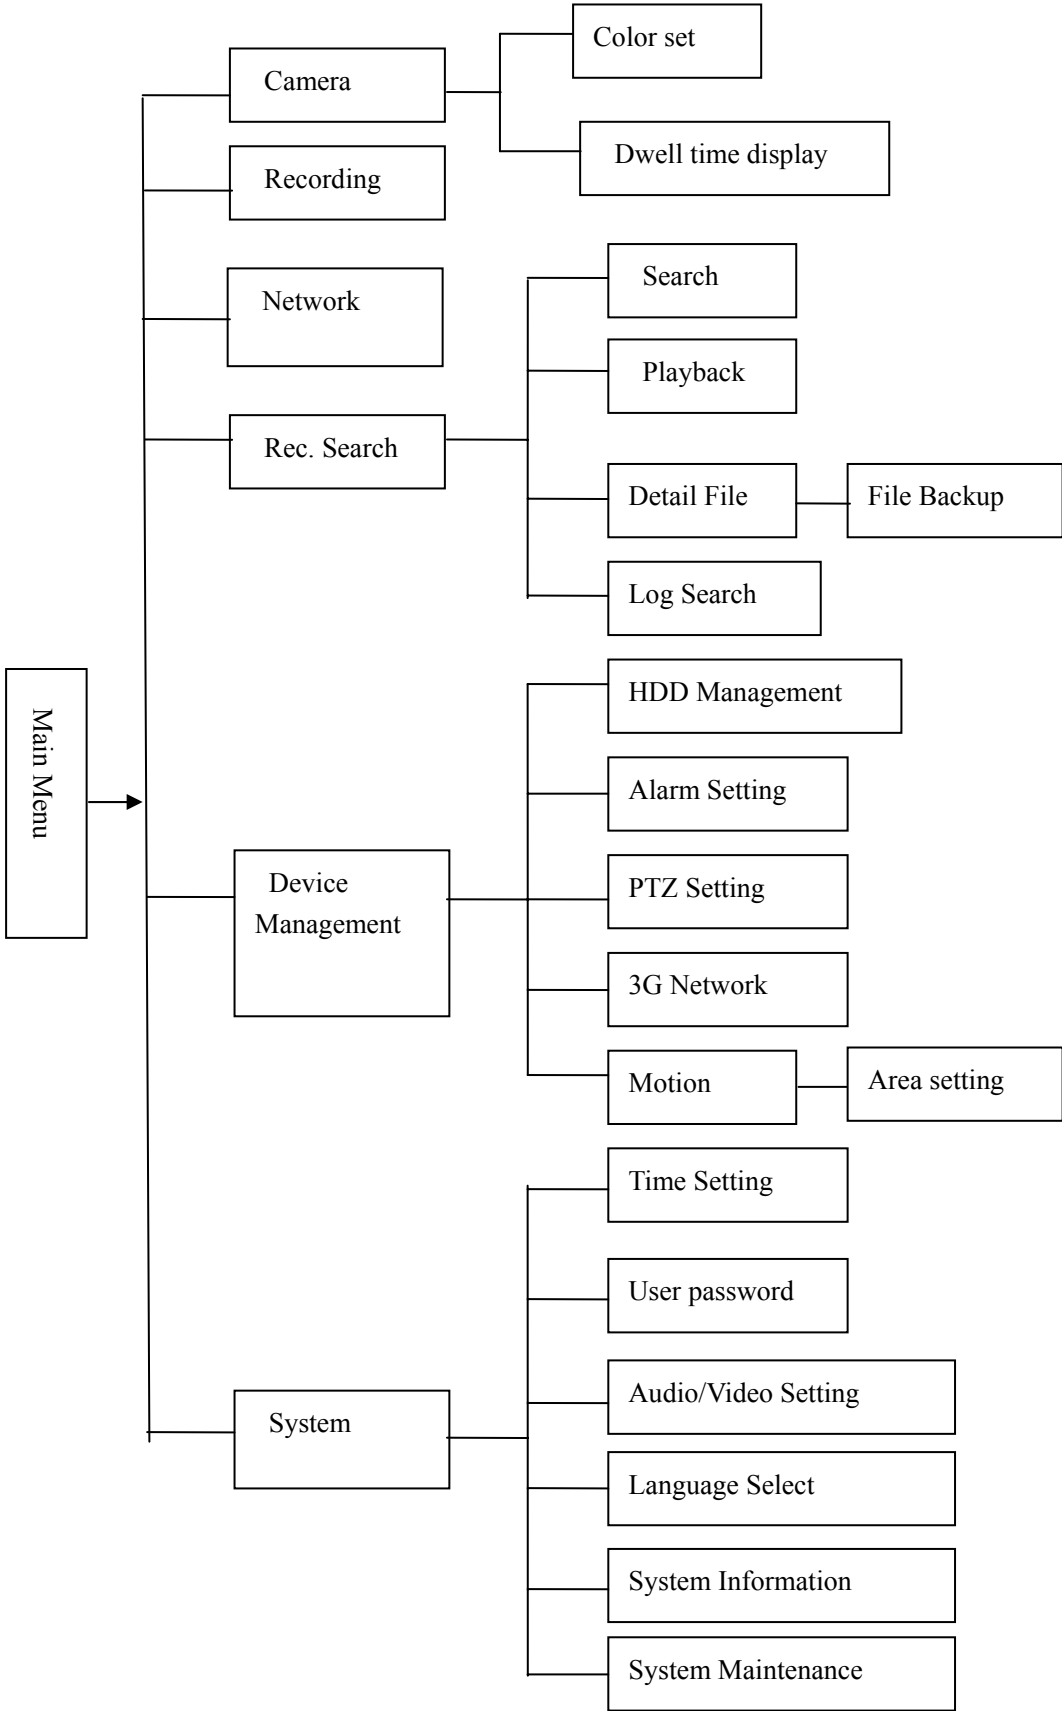 Main Menu
Camera
Color set
Dwell time display
Recording
Network
Rec. Search
Search
Playback
Detail File
File Backup
Log Search
Device
Management
HDD Management
Alarm Setting
PTZ Setting
3G Network
Motion
Area setting
System
Time Setting
User password
Audio/Video Setting
Language Select
System Information
System Maintenance